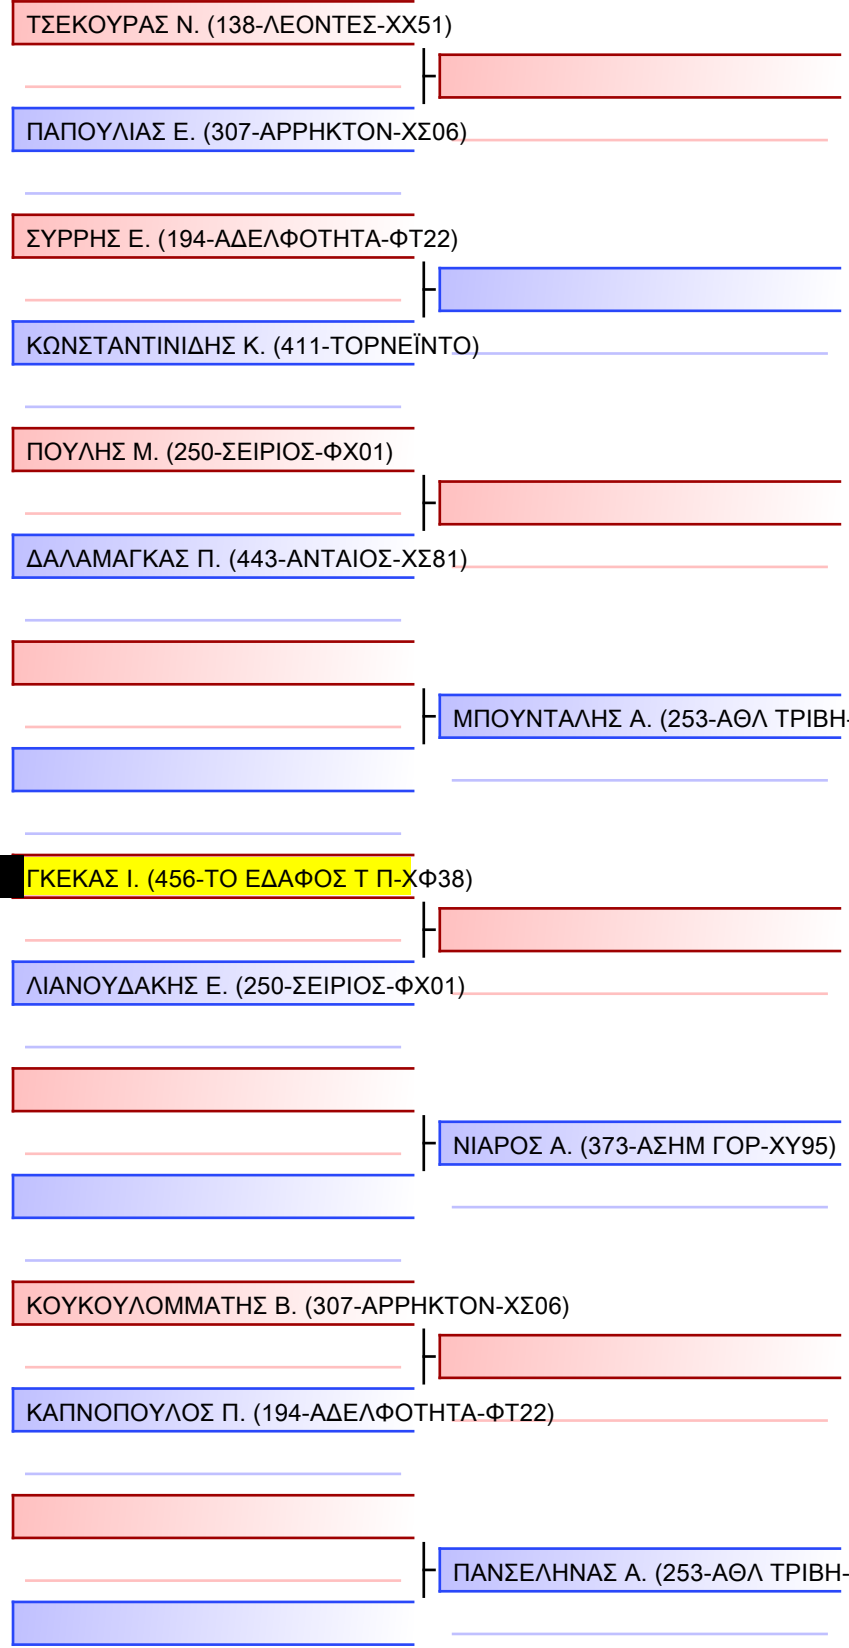 ΤΣΕΚΟΥΡΑΣ Ν. (138-ΛΕΟΝΤΕΣ-ΧΧ51)
ΠΑΠΟΥΛΙΑΣ Ε. (307-ΑΡΡΗΚΤΟΝ-ΧΣ06)
ΣΥΡΡΗΣ Ε. (194-ΑΔΕΛΦΟΤΗΤΑ-ΦΤ22)
ΚΩΝΣΤΑΝΤΙΝΙΔΗΣ Κ. (411-ΤΟΡΝΕΪΝΤΟ)
ΠΟΥΛΗΣ Μ. (250-ΣΕΙΡΙΟΣ-ΦΧ01)
ΔΑΛΑΜΑΓΚΑΣ Π. (443-ΑΝΤΑΙΟΣ-ΧΣ81)
ΜΠΟΥΝΤΑΛΗΣ Α. (253-ΑΘΛ ΤΡΙΒΗ-
ΓΚΕΚΑΣ Ι. (456-ΤΟ ΕΔΑΦΟΣ Τ Π-ΧΦ38)
ΛΙΑΝΟΥΔΑΚΗΣ Ε. (250-ΣΕΙΡΙΟΣ-ΦΧ01)
ΝΙΑΡΟΣ Α. (373-ΑΣΗΜ ΓΟΡ-ΧΥ95)
ΚΟΥΚΟΥΛΟΜΜΑΤΗΣ Β. (307-ΑΡΡΗΚΤΟΝ-ΧΣ06)
ΚΑΠΝΟΠΟΥΛΟΣ Π. (194-ΑΔΕΛΦΟΤΗΤΑ-ΦΤ22)
ΠΑΝΣΕΛΗΝΑΣ Α. (253-ΑΘΛ ΤΡΙΒΗ-